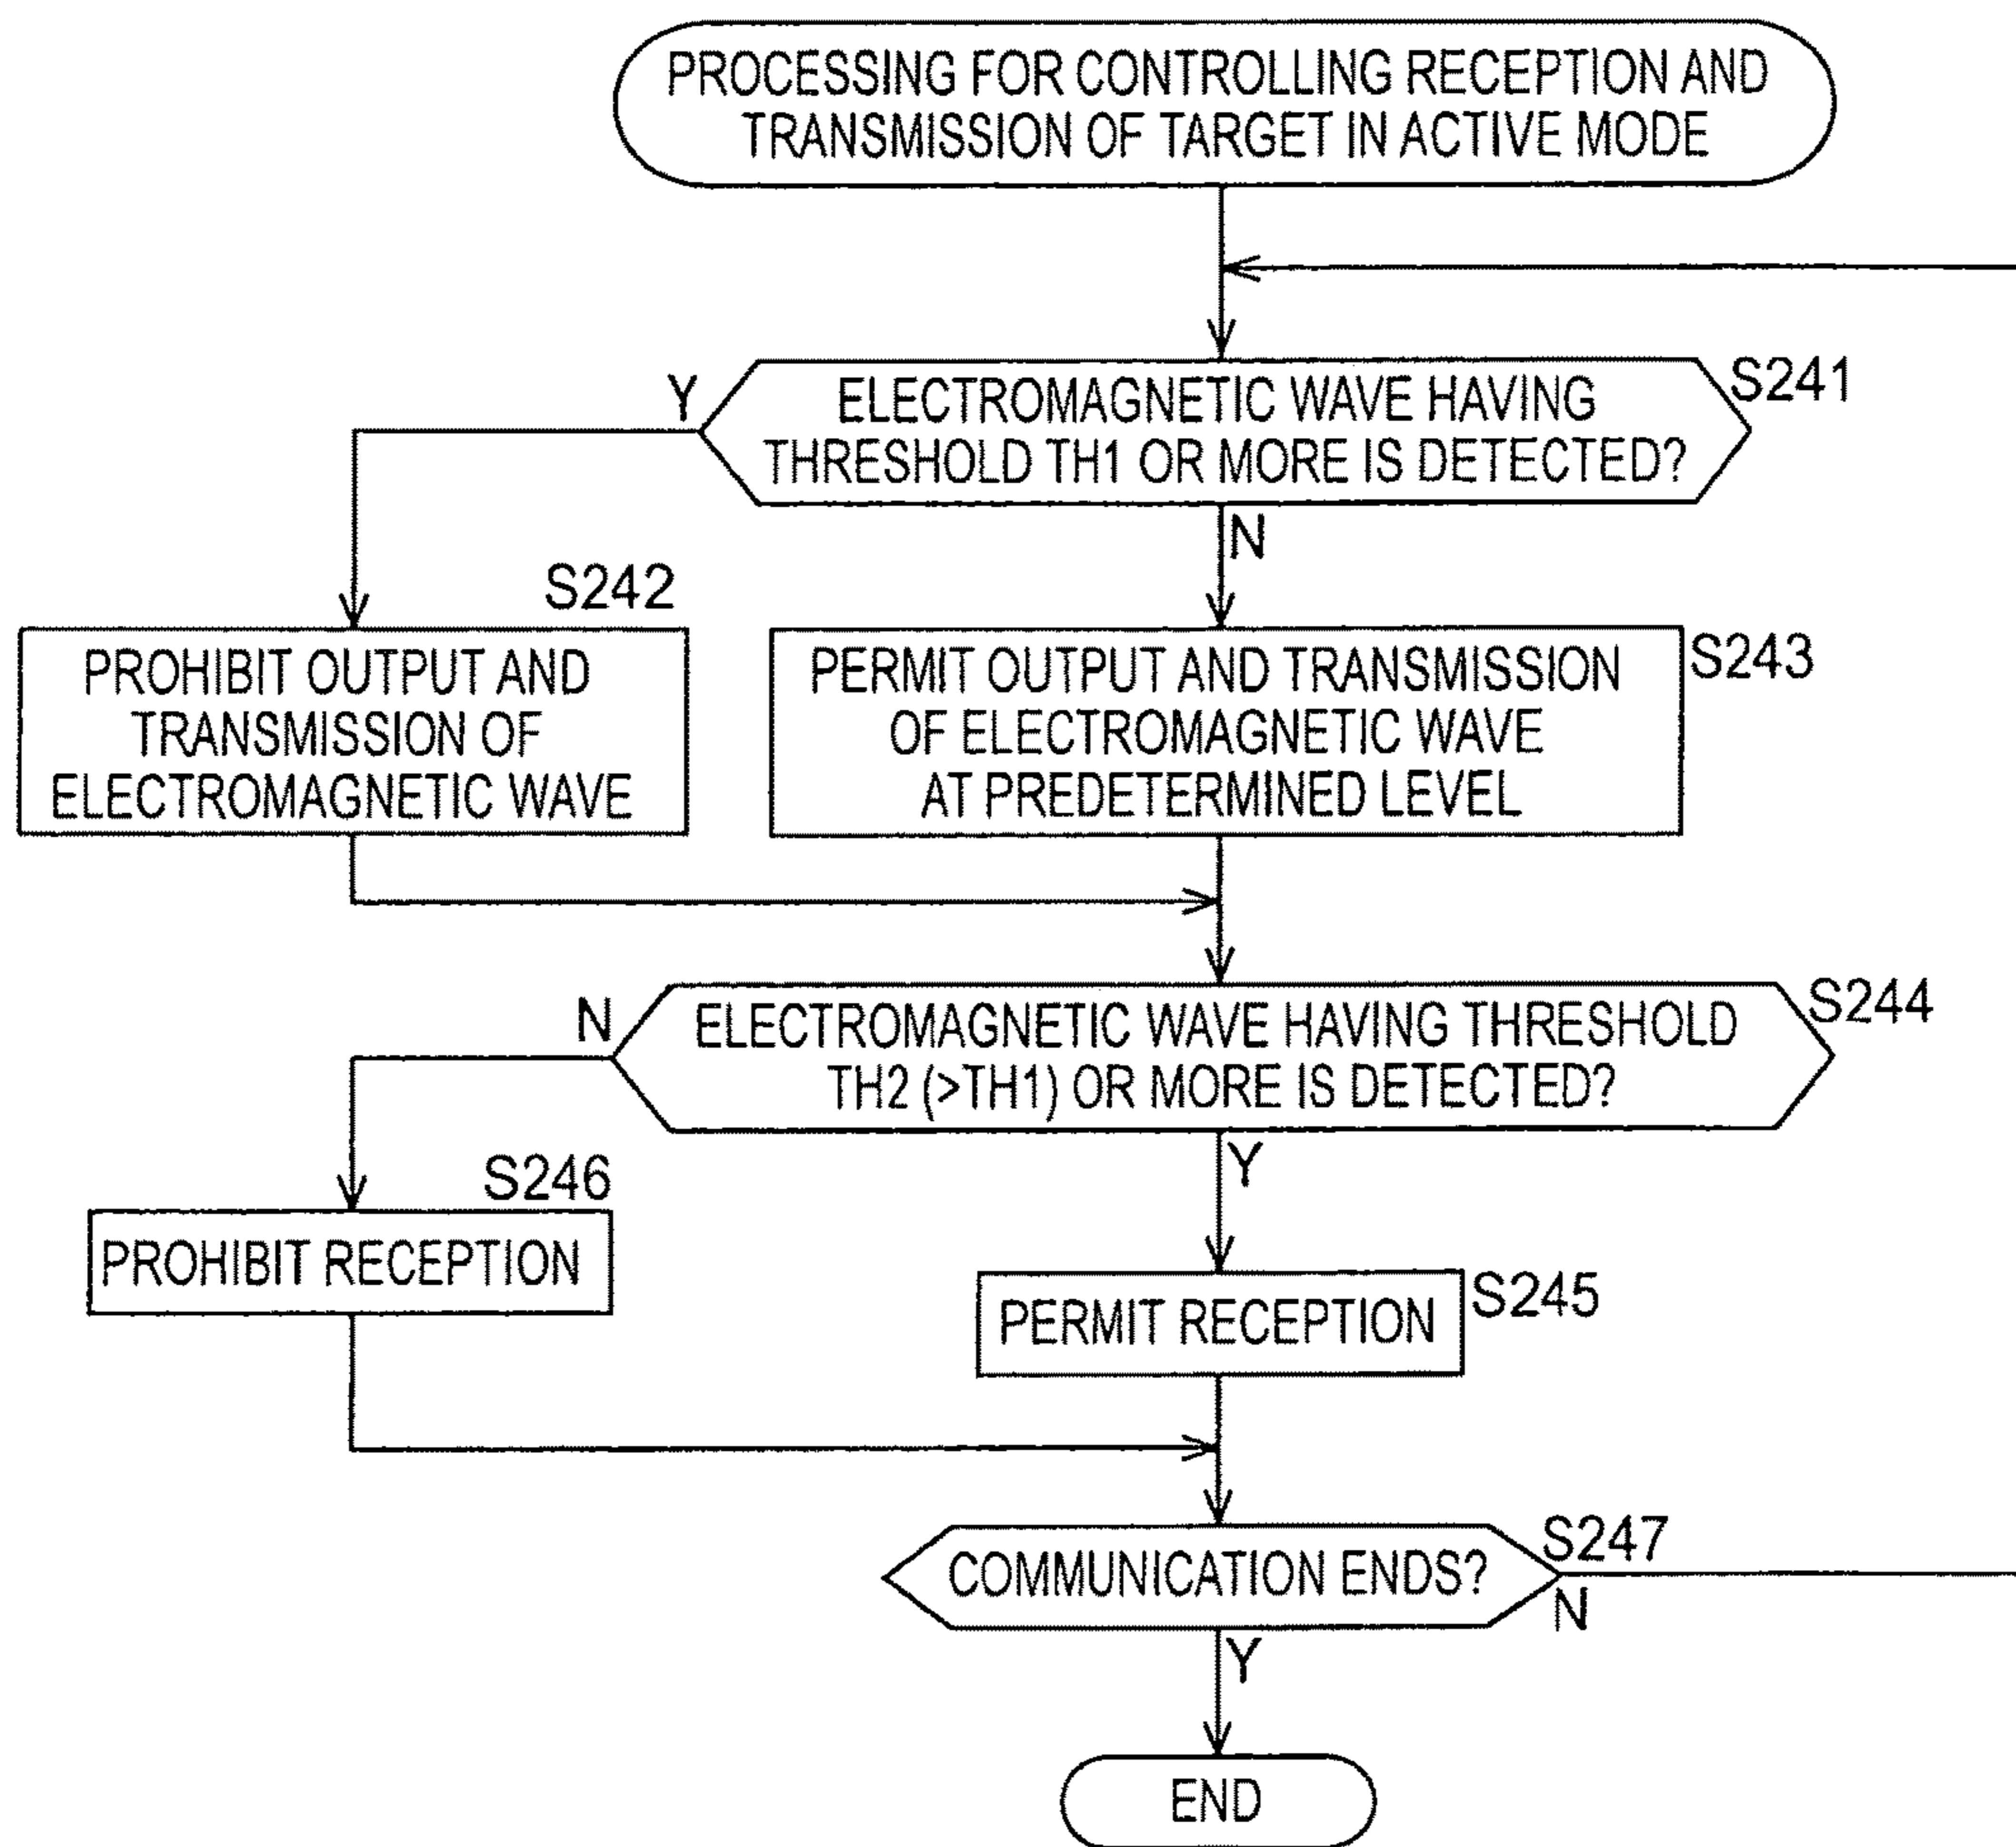 PROCESSING FOR CONTROLLING RECEPTION AND
TRANSMISSION OF TARGET IN ACTIVE MODE
S241
Y
ELECTROMAGNETIC WAVE HAVING
THRESHOLD TH1 OR MORE IS DETECTED?
N
S242
PROHIBIT OUTPUT AND
TRANSMISSION OF
ELECTROMAGNETIC WAVE
S243
PERMIT OUTPUT AND TRANSMISSION
OF ELECTROMAGNETIC WAVE
AT PREDETERMINED LEVEL
S244
N
ELECTROMAGNETIC WAVE HAVING THRESHOLD
TH2 (>TH1) OR MORE IS DETECTED?
Y
S246
PROHIBIT RECEPTION
S245
PERMIT RECEPTION
S247
COMMUNICATION ENDS?
N
Y
END